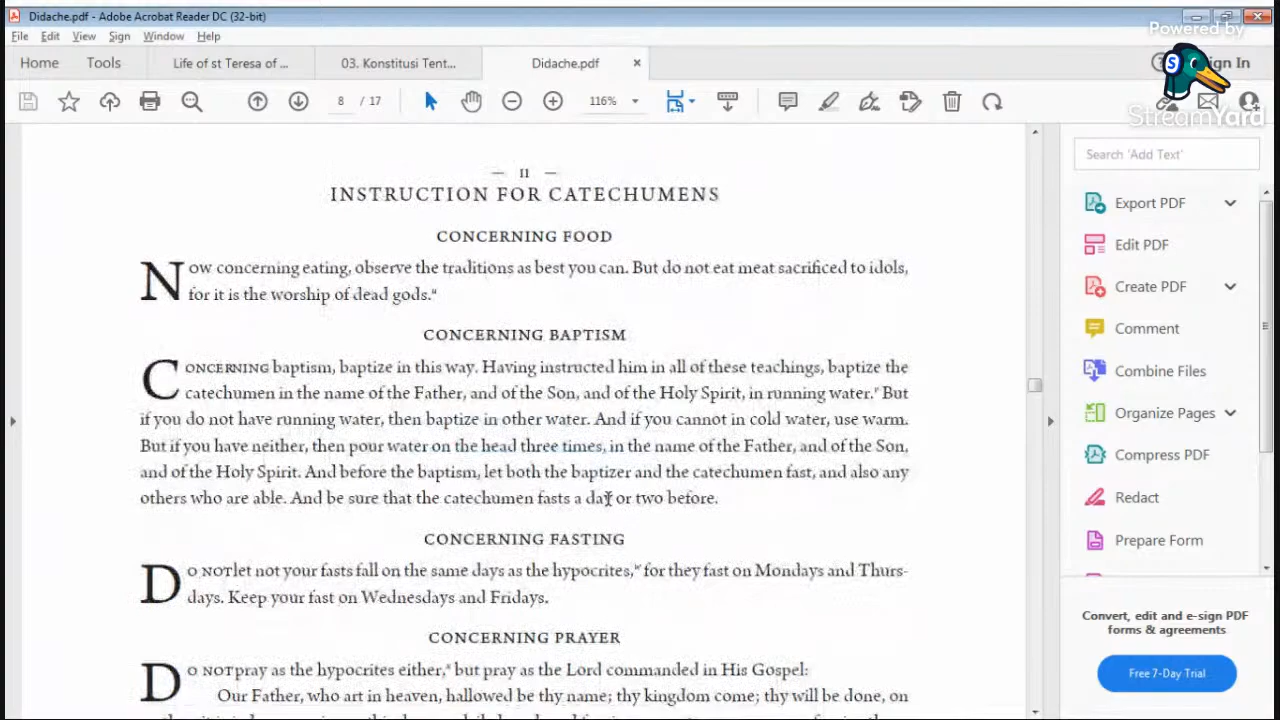 Didache.pdf - Adobe Acrobat Reader DC (32-bit)
Powered by
File Edit View Sign Window Help
Home Tools Life of st Teresa of ... 03. Konstitusi Tent... Didache.pdf × Sign In
8 / 17 116%
StreamYard
— II —
INSTRUCTION FOR CATECHUMENS
CONCERNING FOOD
Now concerning eating, observe the traditions as best you can. But do not eat meat sacrificed to idols,
for it is the worship of dead gods."
CONCERNING BAPTISM
CONCERNING baptism, baptize in this way. Having instructed him in all of these teachings, baptize the
catechumen in the name of the Father, and of the Son, and of the Holy Spirit, in running water. But
if you do not have running water, then baptize in other water. And if you cannot in cold water, use warm.
But if you have neither, then pour water on the head three times, in the name of the Father, and of the Son,
and of the Holy Spirit. And before the baptism, let both the baptizer and the catechumen fast, and also any
others who are able. And be sure that the catechumen fasts a day or two before.
CONCERNING FASTING
DO NOT let not your fasts fall on the same days as the hypocrites, for they fast on Mondays and Thurs-
days. Keep your fast on Wednesdays and Fridays.
CONCERNING PRAYER
DO NOT pray as the hypocrites either, but pray as the Lord commanded in His Gospel:
Our Father, who art in heaven, hallowed be thy name; thy kingdom come; thy will be done, on
Search 'Add Text'
Export PDF
Edit PDF
Create PDF
Comment
Combine Files
Organize Pages
Compress PDF
Redact
Prepare Form
Convert, edit and e-sign PDF
forms & agreements
Free 7-Day Trial